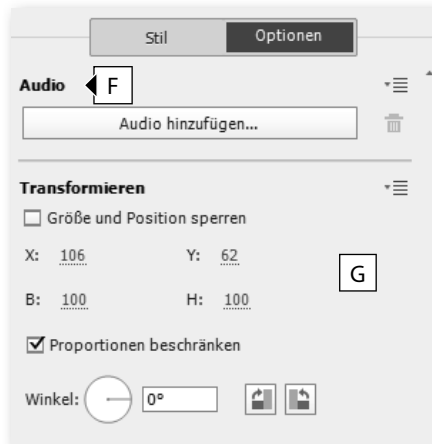 Stil Optionen
Audio F
Audio hinzufügen...
Transformieren
Größe und Position sperren
X: 106 Y: 62
G
B: 100 H: 100
Proportionen beschränken
Winkel: 0°